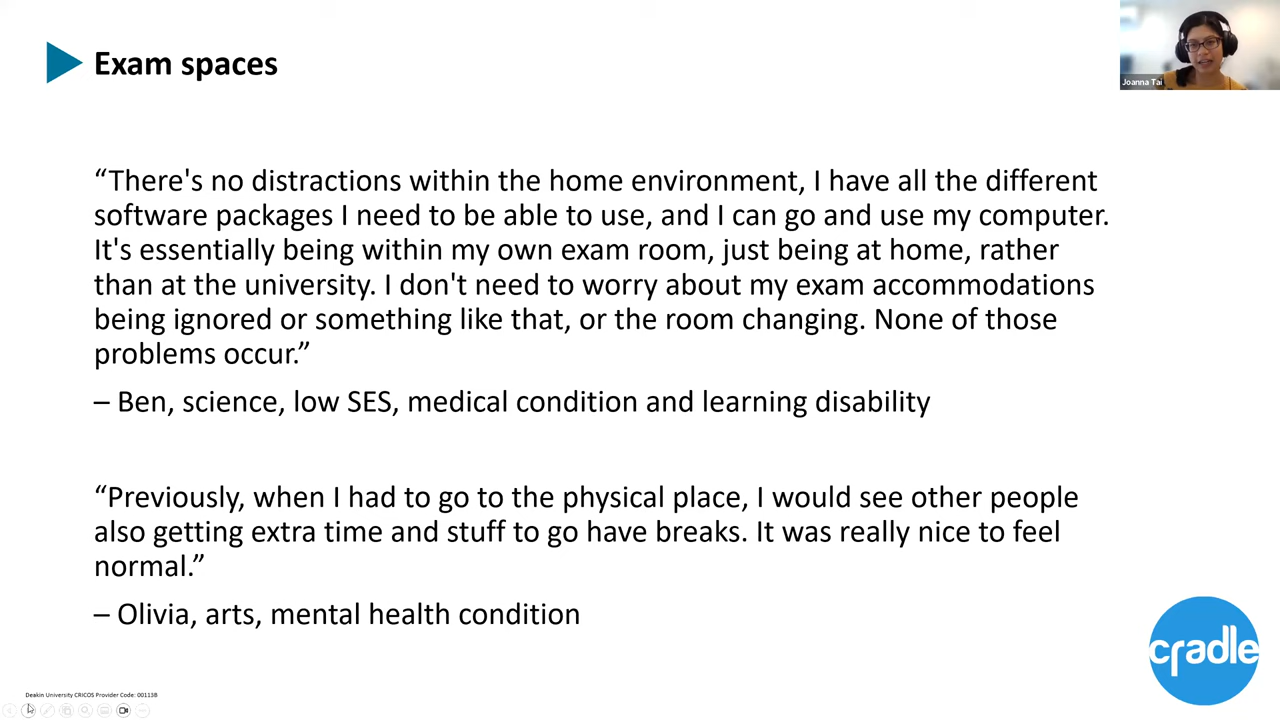 Exam spaces
Joanna Tai
“There's no distractions within the home environment, I have all the different
software packages I need to be able to use, and I can go and use my computer.
It's essentially being within my own exam room, just being at home, rather
than at the university. I don't need to worry about my exam accommodations
being ignored or something like that, or the room changing. None of those
problems occur.”
– Ben, science, low SES, medical condition and learning disability
“Previously, when I had to go to the physical place, I would see other people
also getting extra time and stuff to go have breaks. It was really nice to feel
normal.”
– Olivia, arts, mental health condition
cradle
Deakin University CRICOS Provider Code: 00113B